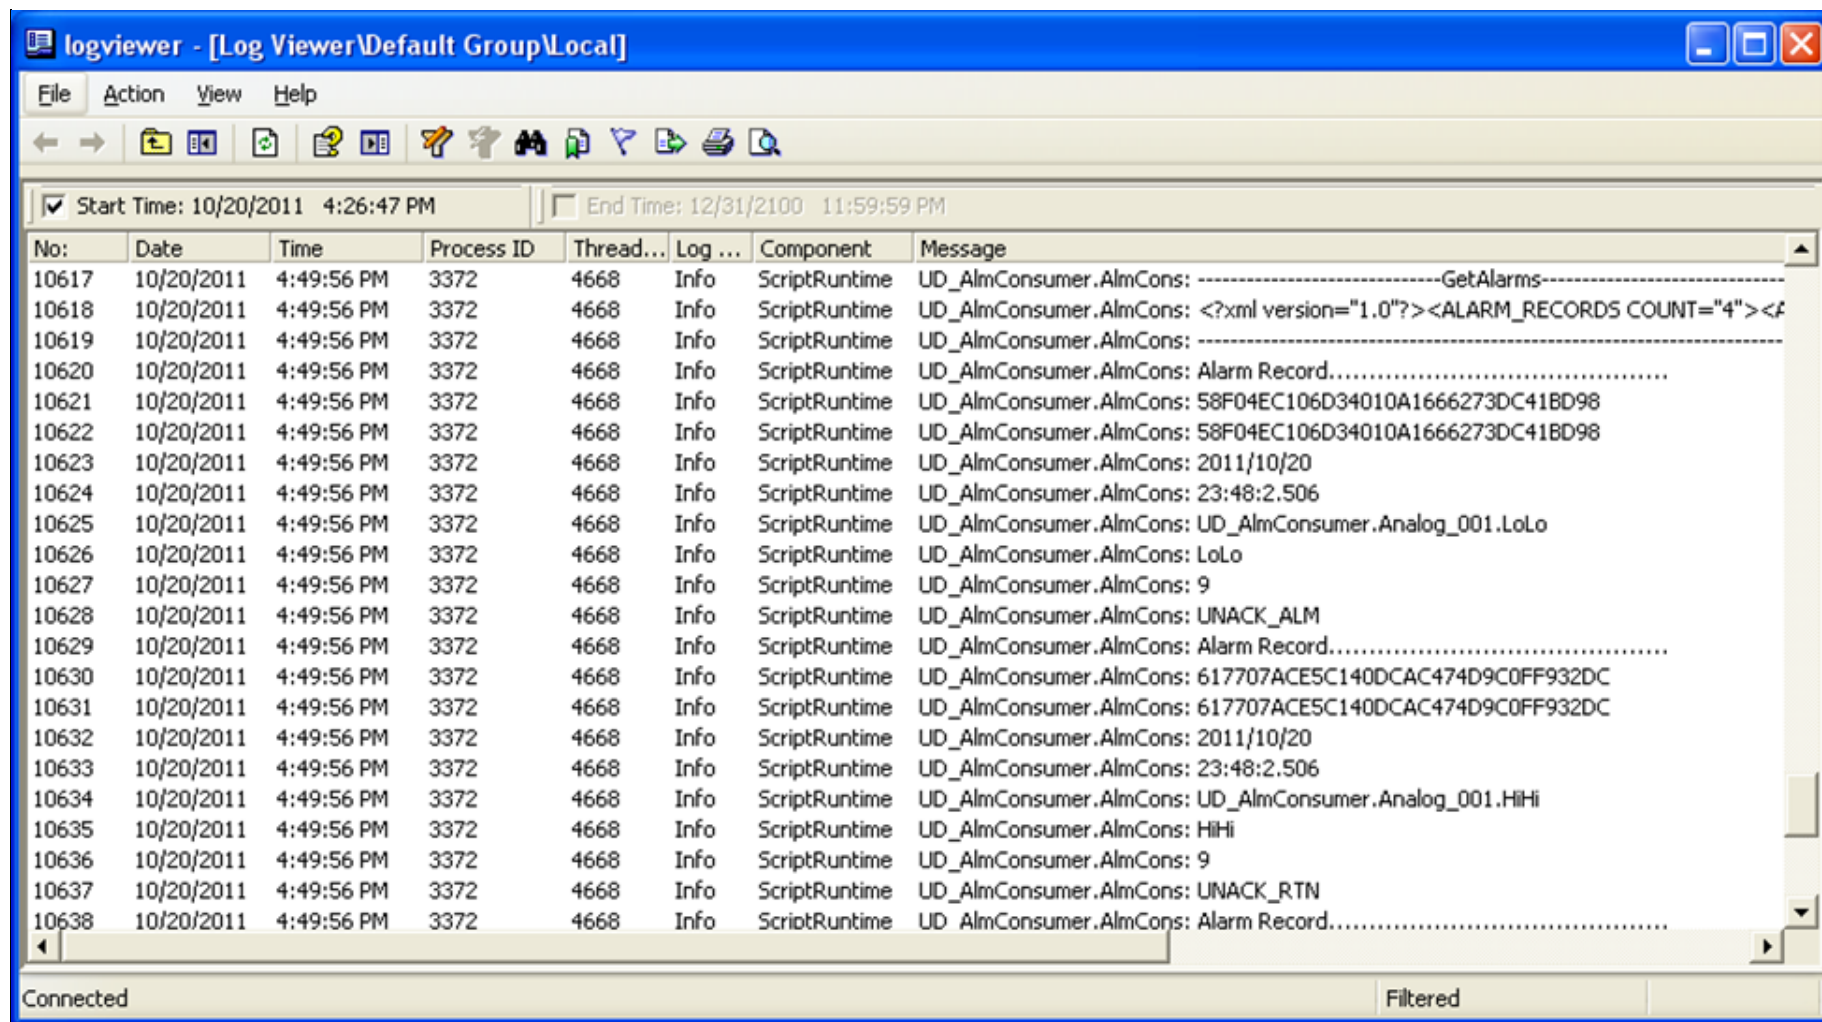 logviewer - [Log Viewer\Default Group\Local]
File Action View Help
Start Time: 10/20/2011 4:26:47 PM End Time: 12/31/2100 11:59:59 PM
No: Date Time Process ID Thread... Log ... Component Message
10617 10/20/2011 4:49:56 PM 3372 4668 Info ScriptRuntime UD_AlmConsumer.AlmCons: ------------------------------GetAlarms------------------------------
10618 10/20/2011 4:49:56 PM 3372 4668 Info ScriptRuntime UD_AlmConsumer.AlmCons: <?xml version="1.0"?><ALARM_RECORDS COUNT="4"><A
10619 10/20/2011 4:49:56 PM 3372 4668 Info ScriptRuntime UD_AlmConsumer.AlmCons: ------------------------------------------------------------------------
10620 10/20/2011 4:49:56 PM 3372 4668 Info ScriptRuntime UD_AlmConsumer.AlmCons: Alarm Record..........................................
10621 10/20/2011 4:49:56 PM 3372 4668 Info ScriptRuntime UD_AlmConsumer.AlmCons: 58F04EC106D34010A1666273DC41BD98
10622 10/20/2011 4:49:56 PM 3372 4668 Info ScriptRuntime UD_AlmConsumer.AlmCons: 58F04EC106D34010A1666273DC41BD98
10623 10/20/2011 4:49:56 PM 3372 4668 Info ScriptRuntime UD_AlmConsumer.AlmCons: 2011/10/20
10624 10/20/2011 4:49:56 PM 3372 4668 Info ScriptRuntime UD_AlmConsumer.AlmCons: 23:48:2.506
10625 10/20/2011 4:49:56 PM 3372 4668 Info ScriptRuntime UD_AlmConsumer.AlmCons: UD_AlmConsumer.Analog_001.LoLo
10626 10/20/2011 4:49:56 PM 3372 4668 Info ScriptRuntime UD_AlmConsumer.AlmCons: LoLo
10627 10/20/2011 4:49:56 PM 3372 4668 Info ScriptRuntime UD_AlmConsumer.AlmCons: 9
10628 10/20/2011 4:49:56 PM 3372 4668 Info ScriptRuntime UD_AlmConsumer.AlmCons: UNACK_ALM
10629 10/20/2011 4:49:56 PM 3372 4668 Info ScriptRuntime UD_AlmConsumer.AlmCons: Alarm Record..........................................
10630 10/20/2011 4:49:56 PM 3372 4668 Info ScriptRuntime UD_AlmConsumer.AlmCons: 617707ACE5C140DCAC474D9C0FF932DC
10631 10/20/2011 4:49:56 PM 3372 4668 Info ScriptRuntime UD_AlmConsumer.AlmCons: 617707ACE5C140DCAC474D9C0FF932DC
10632 10/20/2011 4:49:56 PM 3372 4668 Info ScriptRuntime UD_AlmConsumer.AlmCons: 2011/10/20
10633 10/20/2011 4:49:56 PM 3372 4668 Info ScriptRuntime UD_AlmConsumer.AlmCons: 23:48:2.506
10634 10/20/2011 4:49:56 PM 3372 4668 Info ScriptRuntime UD_AlmConsumer.AlmCons: UD_AlmConsumer.Analog_001.HiHi
10635 10/20/2011 4:49:56 PM 3372 4668 Info ScriptRuntime UD_AlmConsumer.AlmCons: HiHi
10636 10/20/2011 4:49:56 PM 3372 4668 Info ScriptRuntime UD_AlmConsumer.AlmCons: 9
10637 10/20/2011 4:49:56 PM 3372 4668 Info ScriptRuntime UD_AlmConsumer.AlmCons: UNACK_RTN
10638 10/20/2011 4:49:56 PM 3372 4668 Info ScriptRuntime UD_AlmConsumer.AlmCons: Alarm Record..........................................
Connected Filtered